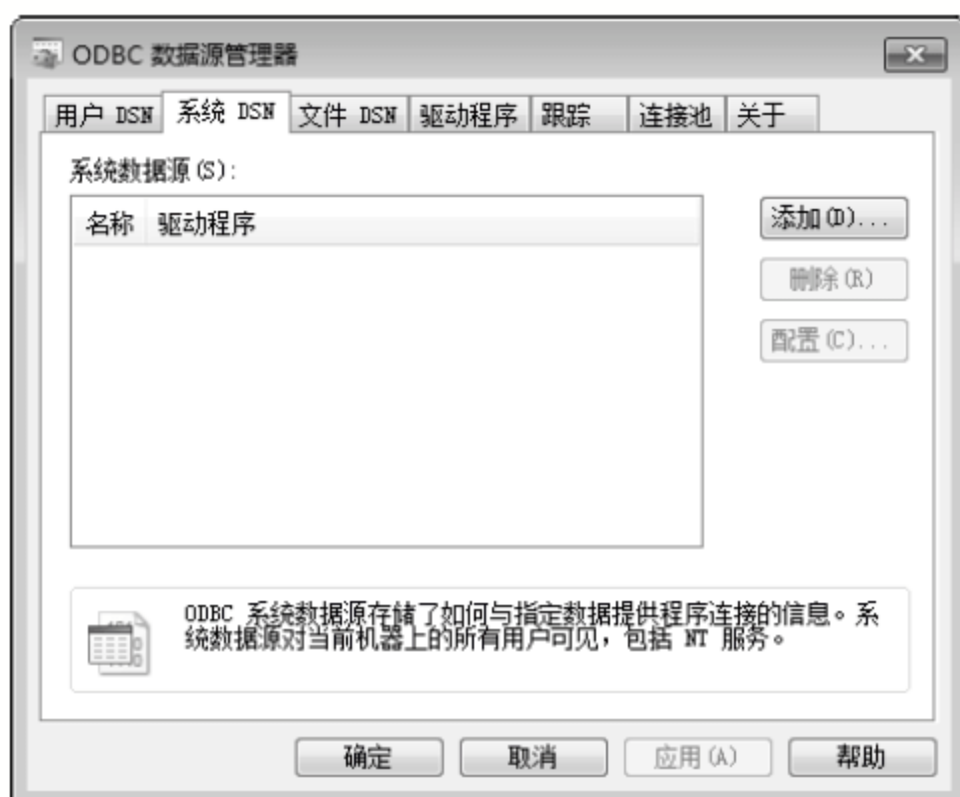 ODBC 数据源管理器
用户 DSN 系统 DSN 文件 DSN 驱动程序 跟踪 连接池 关于
系统数据源(S):
名称 驱动程序
添加(D)...
删除(R)
配置(C)...
ODBC 系统数据源存储了如何与指定数据提供程序连接的信息。系
统数据源对当前机器上的所有用户可见，包括 NT 服务。
确定 取消 应用(A) 帮助